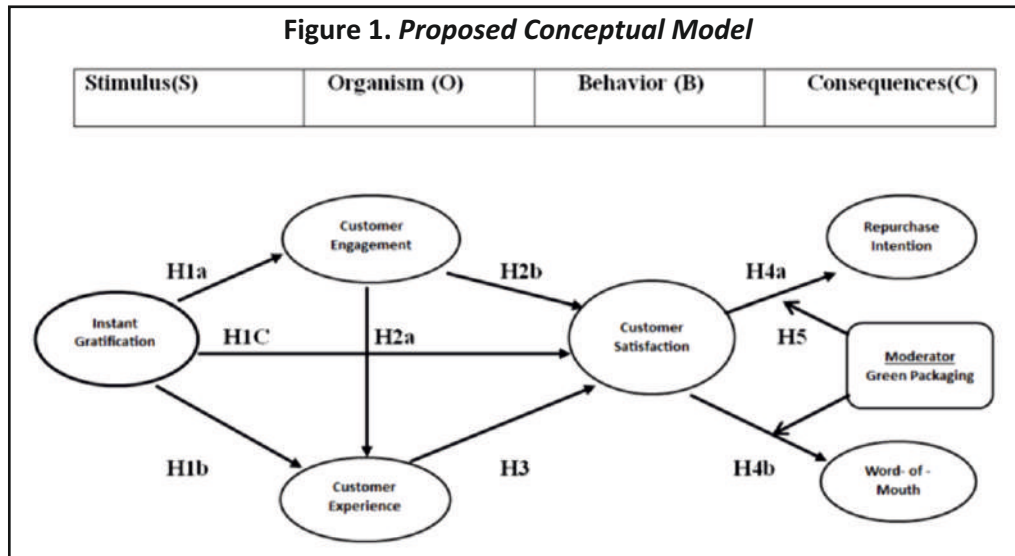 Figure 1. Proposed Conceptual Model
Stimulus(S)
Organism (O)
Behavior (B)
Consequences(C)
Customer
Engagement
Repurchase
Intention
H1a
H2b
H4a
Instant
Gratification
H1C
H2a
Customer
Satisfaction
H5
Moderator
Green Packaging
H1b
Customer
Experience
H3
H4b
Word- of -
Mouth